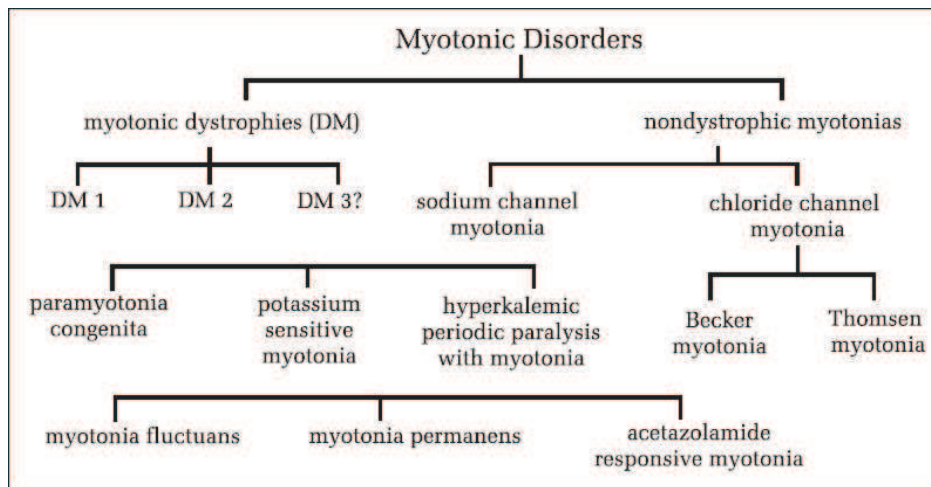 Myotonic Disorders
myotonic dystrophies (DM)
nondystrophic myotonias
DM 1
DM 2
DM 3?
sodium channel
myotonia
chloride channel
myotonia
paramyotonia
congenita
potassium
sensitive
myotonia
hyperkalemic
periodic paralysis
with myotonia
Becker
myotonia
Thomsen
myotonia
myotonia fluctuans
myotonia permanens
acetazolamide
responsive myotonia